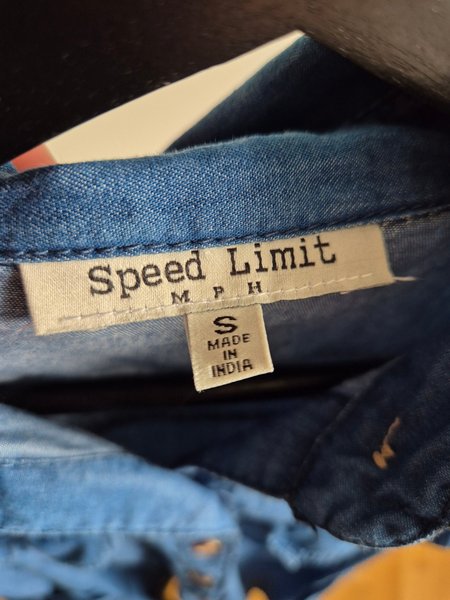 Speed Limit
M P H
S
MADE
IN
INDIA